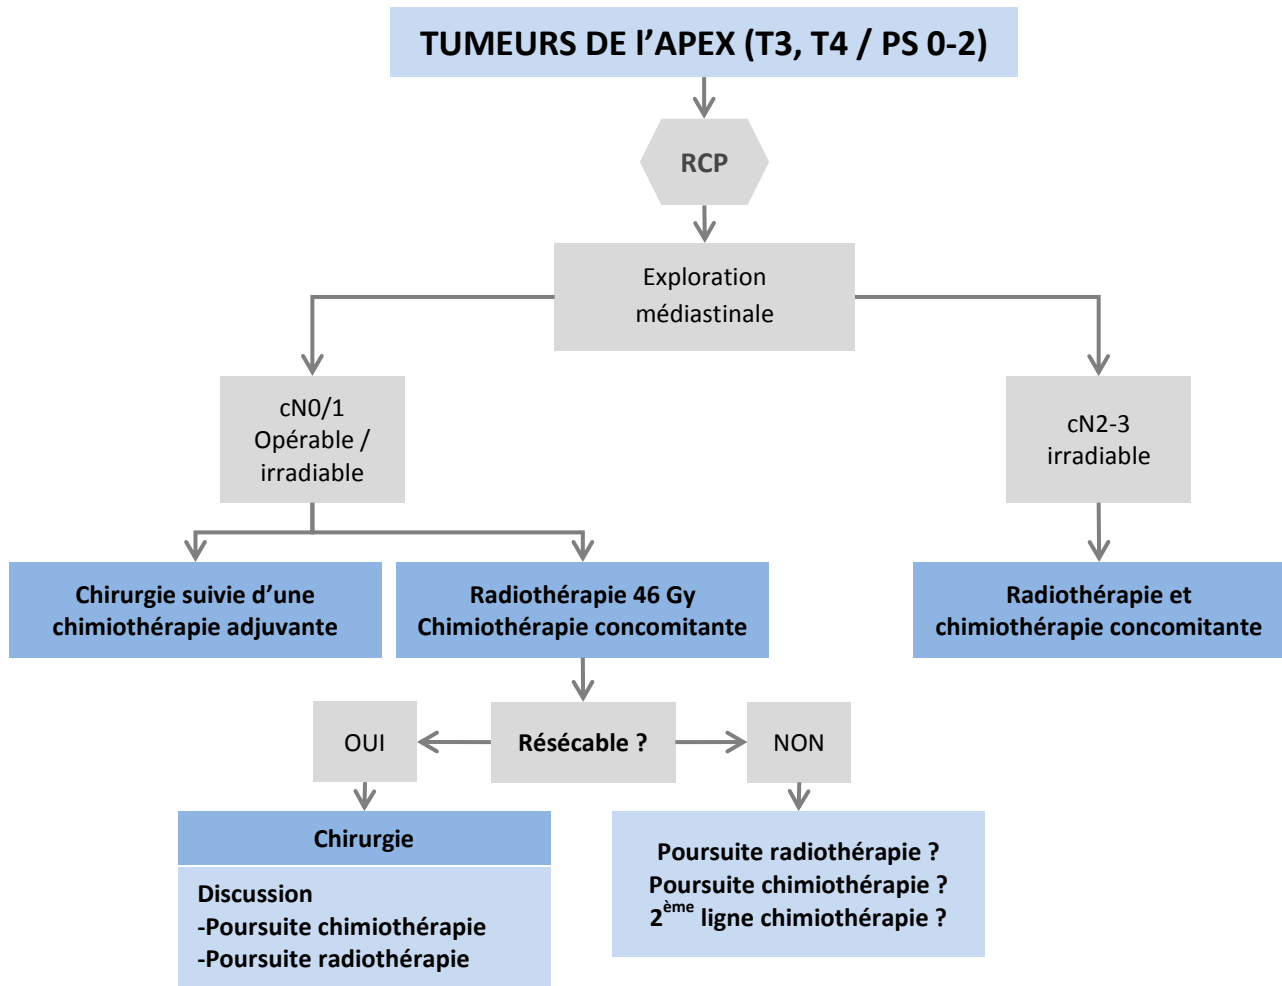 TUMEURS DE l’APEX (T3, T4 / PS 0-2)
RCP
Exploration
médiastinale
cN0/1
Opérable /
irradiable
cN2-3
irradiable
Chirurgie suivie d’une
chimiothérapie adjuvante
Radiothérapie 46 Gy
Chimiothérapie concomitante
Radiothérapie et
chimiothérapie concomitante
OUI
Résécable ?
NON
Chirurgie
Discussion
-Poursuite chimiothérapie
-Poursuite radiothérapie
Poursuite radiothérapie ?
Poursuite chimiothérapie ?
2ème ligne chimiothérapie ?